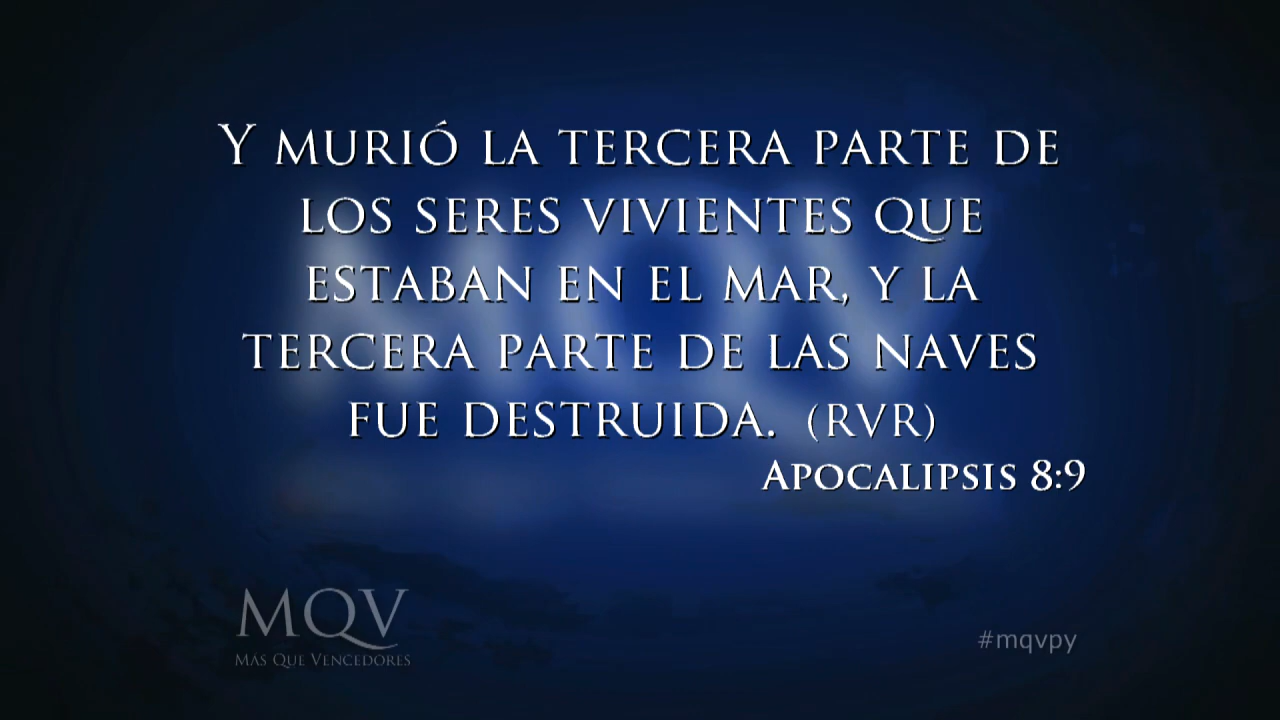 Y MURIÓ LA TERCERA PARTE DE
LOS SERES VIVIENTES QUE
ESTABAN EN EL MAR, Y LA
TERCERA PARTE DE LAS NAVES
FUE DESTRUIDA. (RVR)
APOCALIPSIS 8:9
MQV
MÁS QUE VENCEDORES
#mqvpy